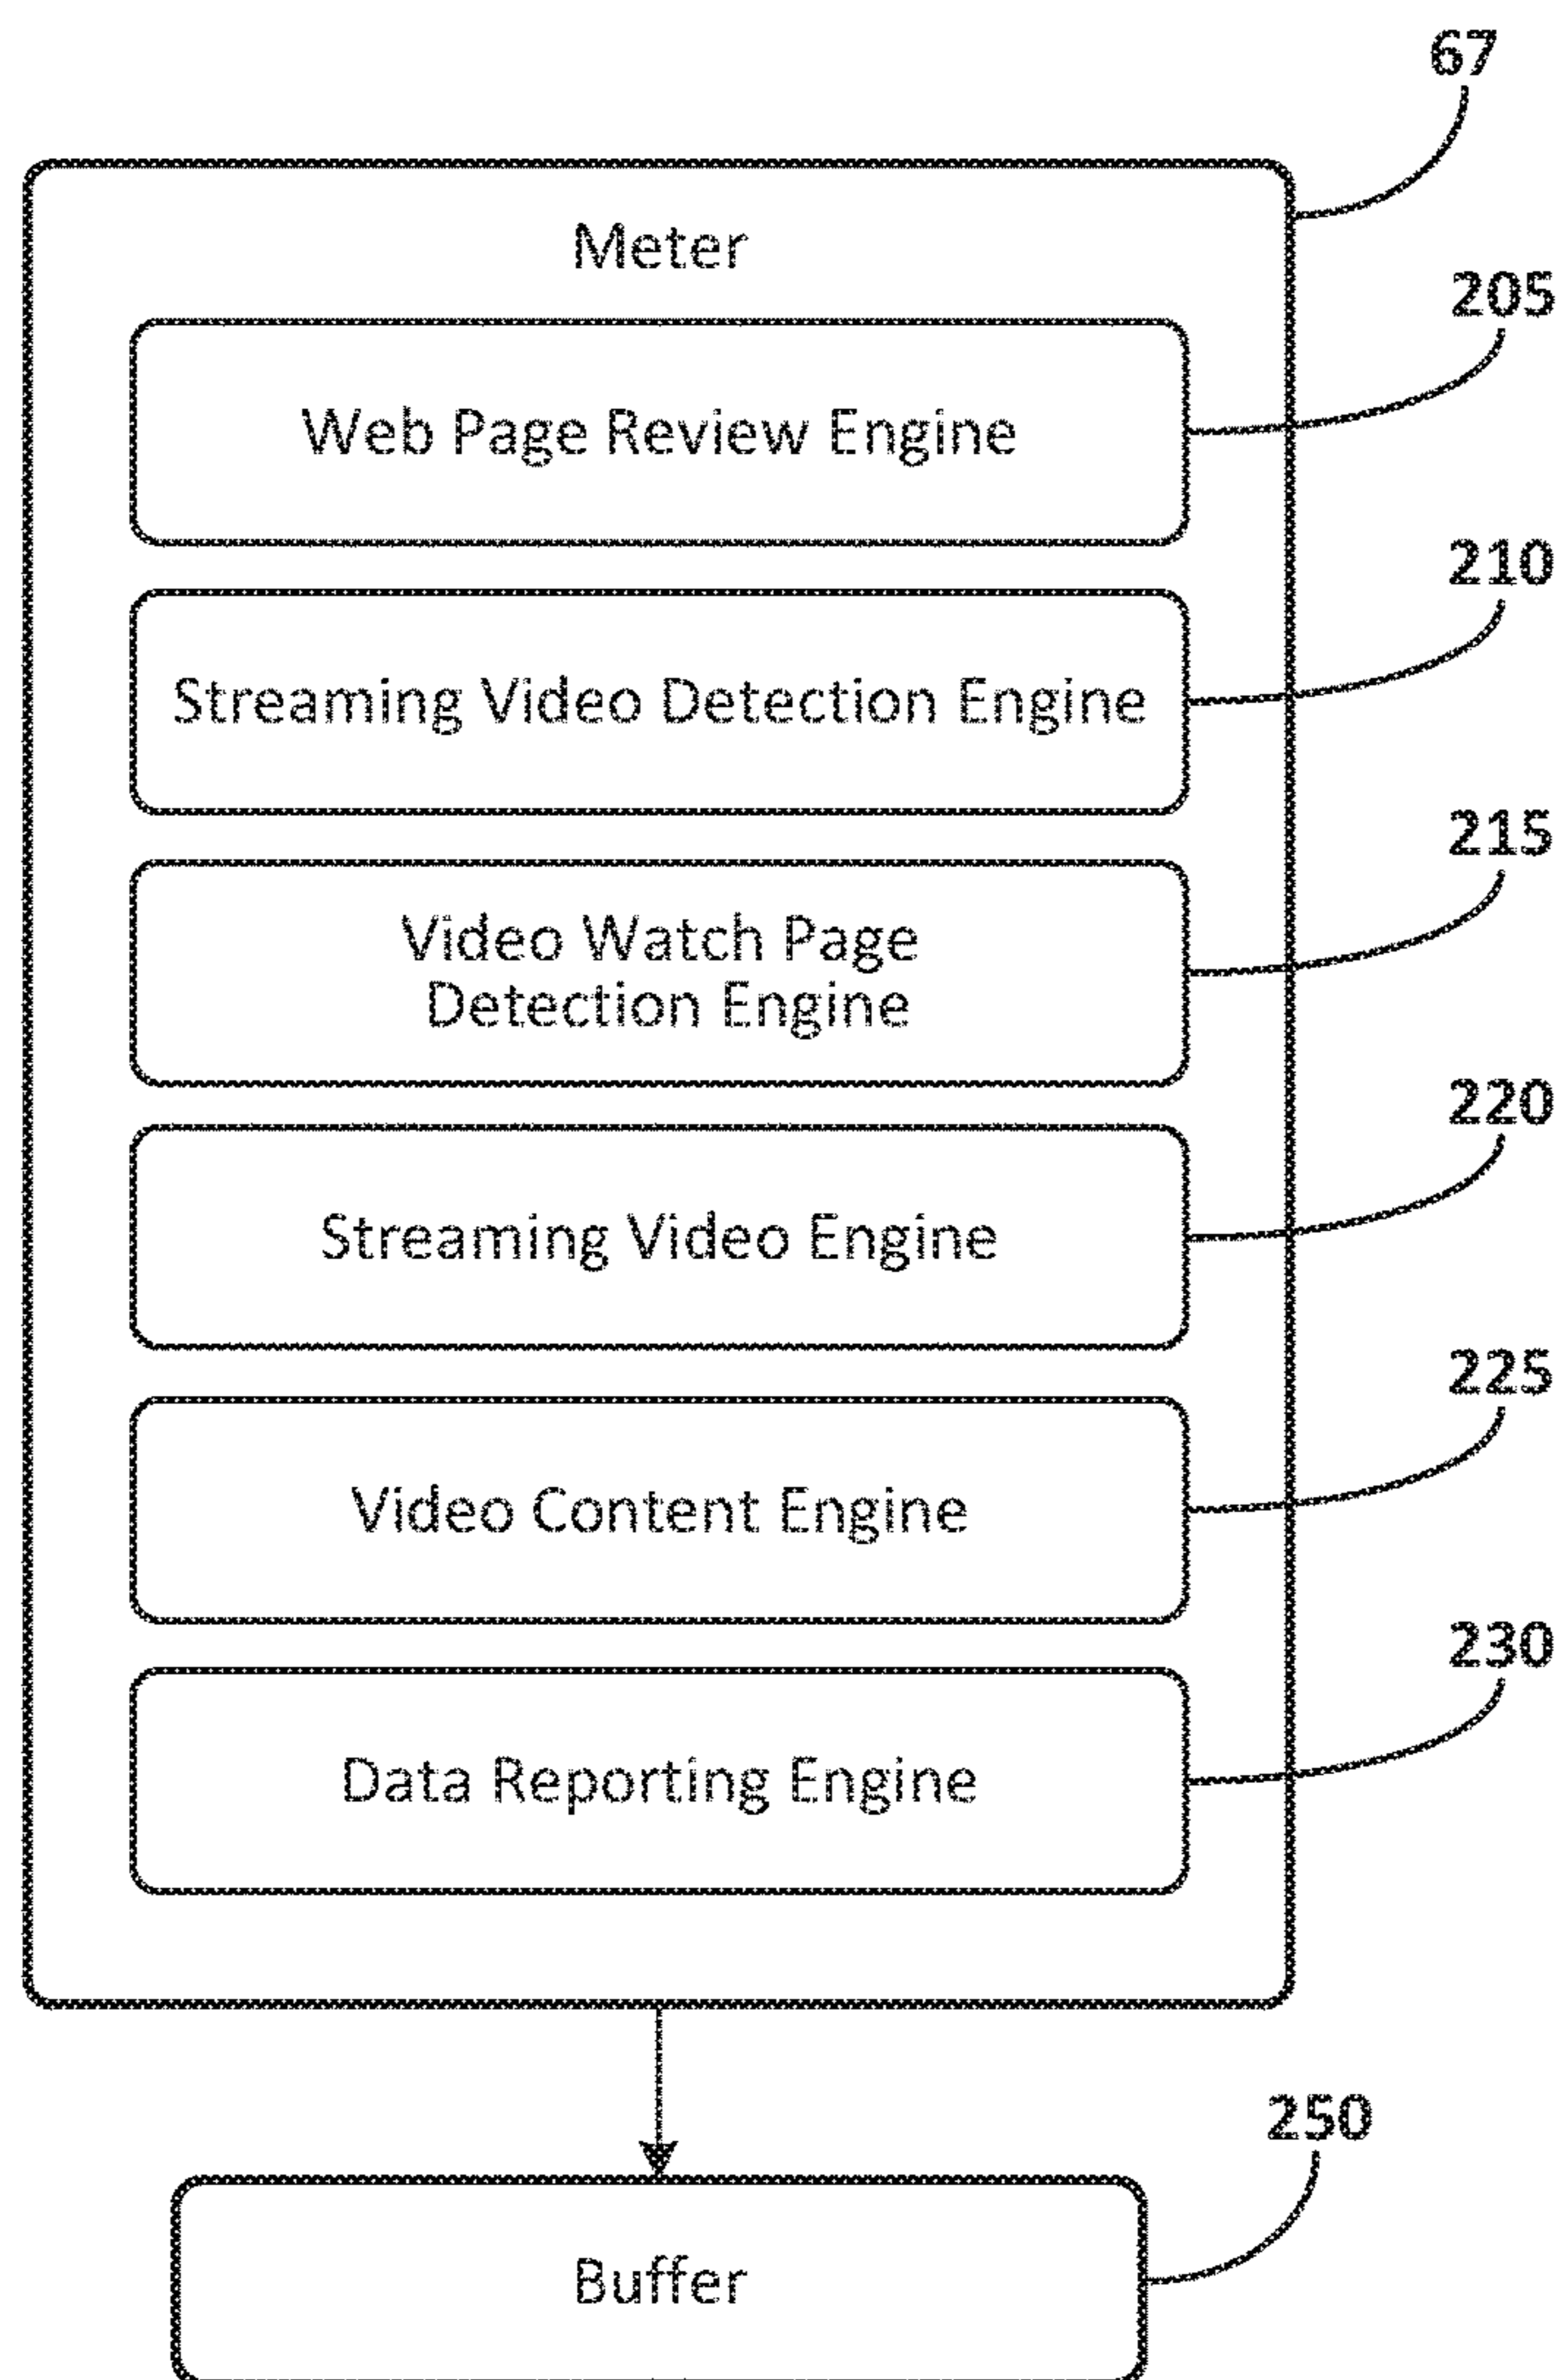 67
Meter
205
Web Page Review Engine
210
Streaming Video Detection Engine
215
Video Watch Page
Detection Engine
220
Streaming Video Engine
225
Video Content Engine
230
Data Reporting Engine
250
Buffer